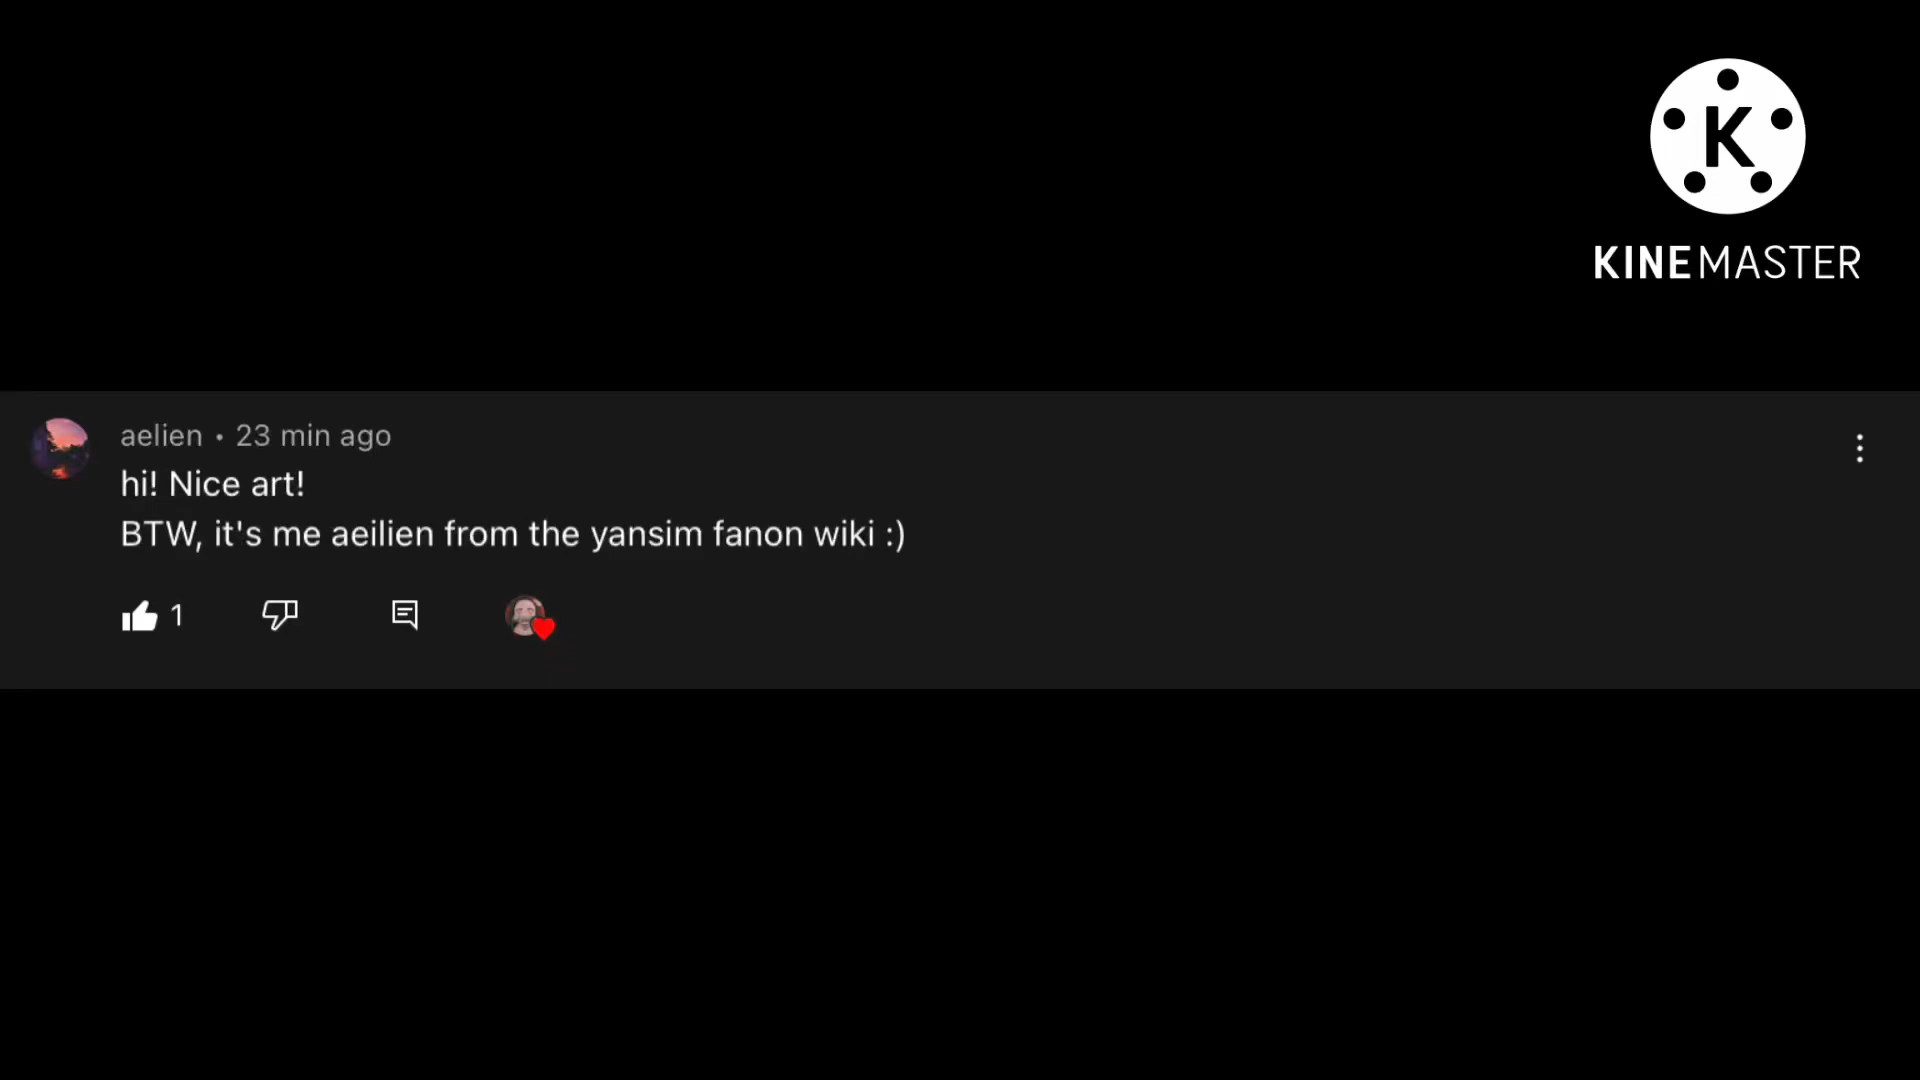 K
KINEMASTER
aelien • 23 min ago
hi! Nice art!
BTW, it's me aeilien from the yansim fanon wiki :)
1